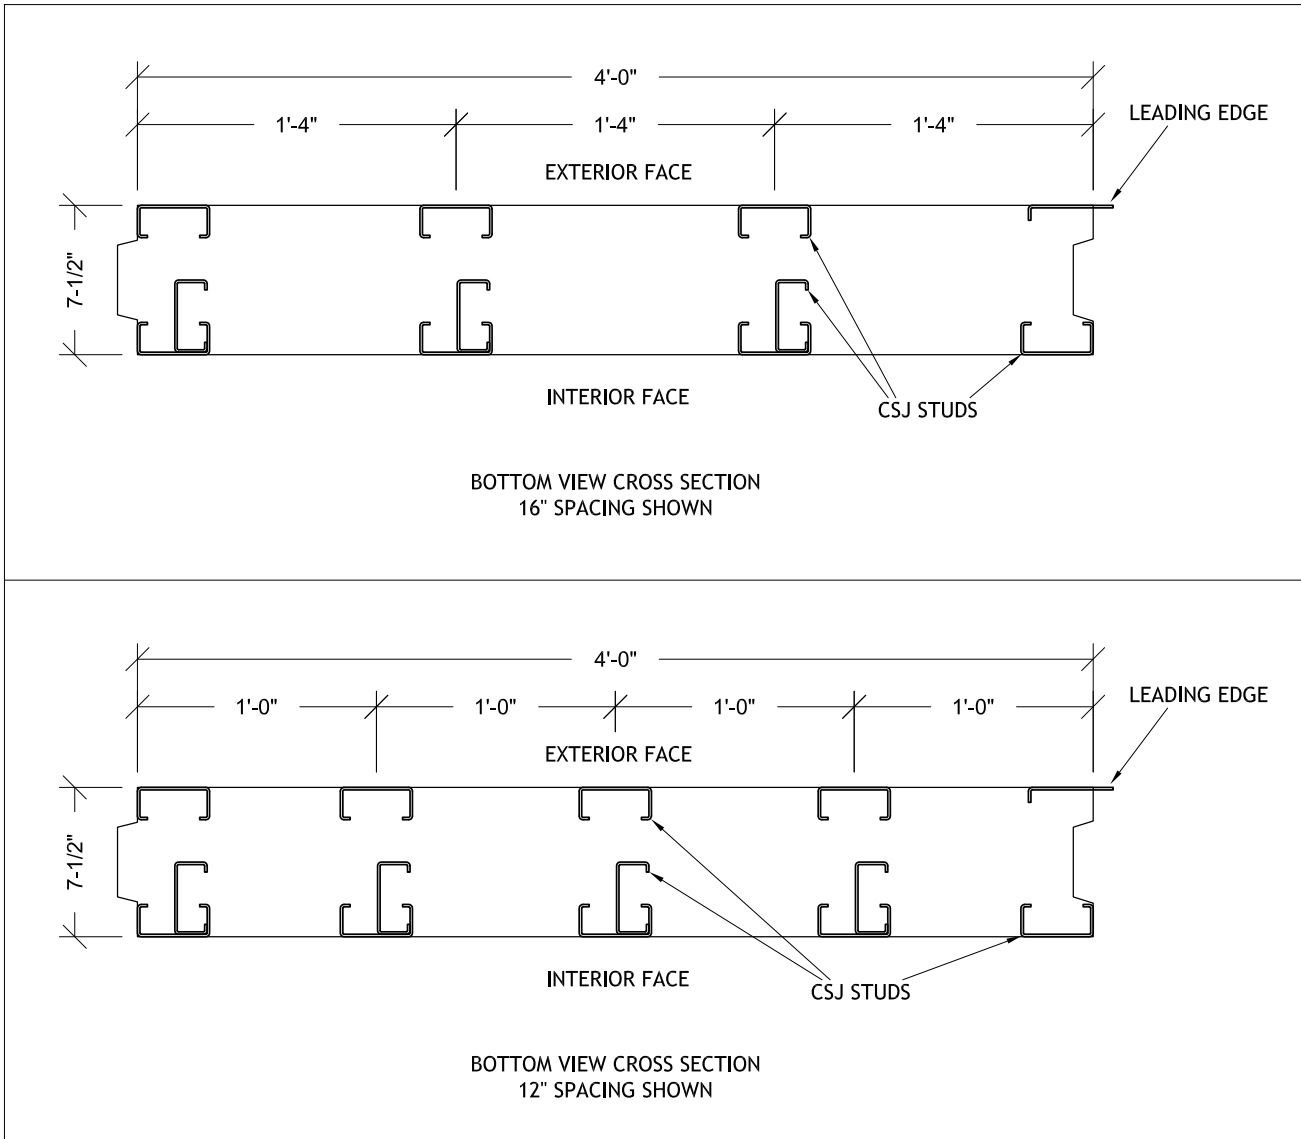 4'-0"
1'-4" 1'-4" 1'-4"
LEADING EDGE
EXTERIOR FACE
7-1/2"
INTERIOR FACE
CSJ STUDS
BOTTOM VIEW CROSS SECTION
16" SPACING SHOWN
4'-0"
1'-0" 1'-0" 1'-0" 1'-0"
LEADING EDGE
EXTERIOR FACE
7-1/2"
INTERIOR FACE
CSJ STUDS
BOTTOM VIEW CROSS SECTION
12" SPACING SHOWN